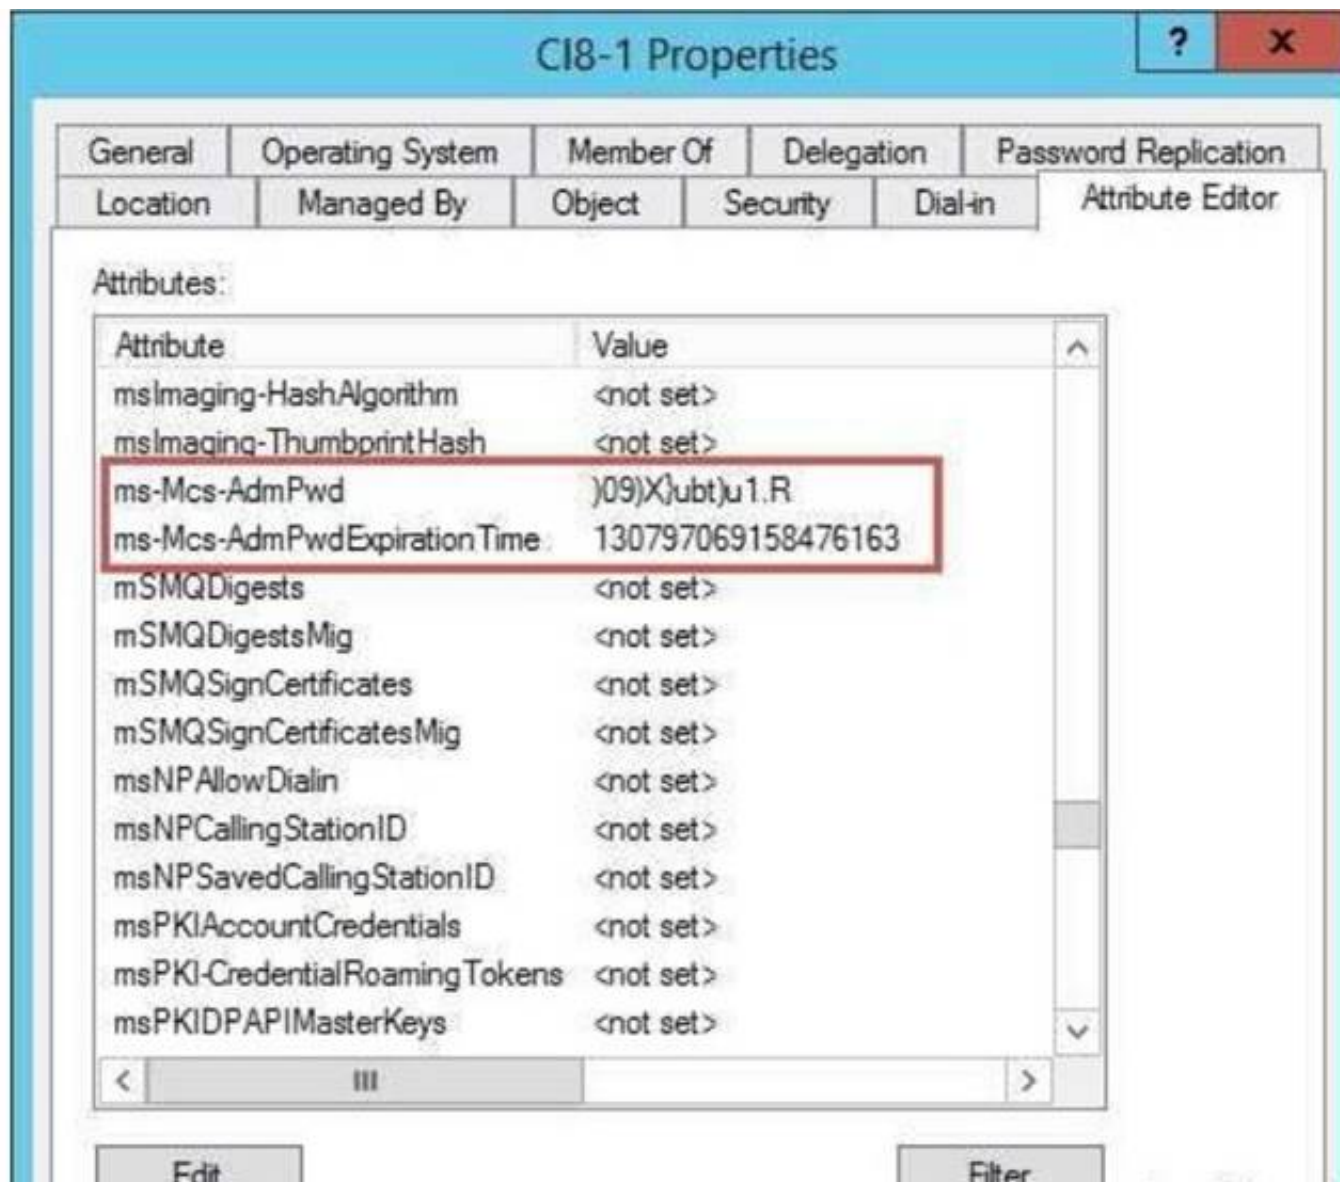 CI8-1 Properties
? x
General Operating System Member Of Delegation Password Replication
Location Managed By Object Security Dial-in Attribute Editor
Attributes:
Attribute Value
msImaging-HashAlgorithm <not set>
msImaging-ThumbprintHash <not set>
ms-Mcs-AdmPwd )09)X}ubt)u1.R
ms-Mcs-AdmPwdExpirationTime 130797069158476163
mSMQDigests <not set>
mSMQDigestsMig <not set>
mSMQSignCertificates <not set>
mSMQSignCertificatesMig <not set>
msNPAllowDialin <not set>
msNPCallingStationID <not set>
msNPSavedCallingStationID <not set>
msPKIAccountCredentials <not set>
msPKI-CredentialRoamingTokens <not set>
msPKIDPAPIMasterKeys <not set>
Edit Filter